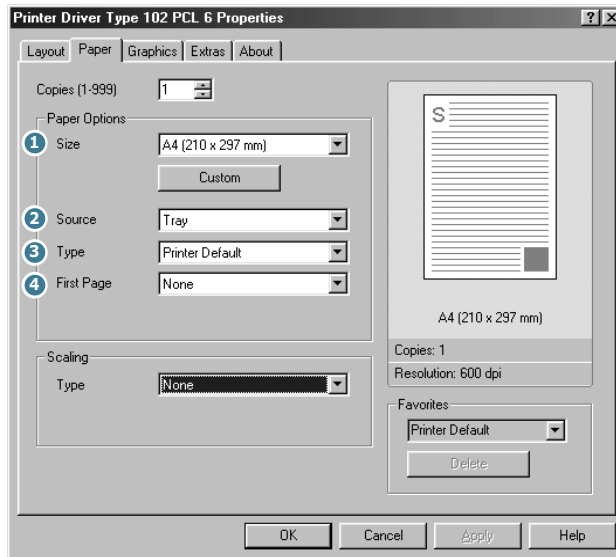 Printer Driver Type 102 PCL 6 Properties
Layout Paper Graphics Extras About
Copies (1-999) 1
Paper Options
1 Size A4 (210 x 297 mm)
Custom
2 Source Tray
3 Type Printer Default
4 First Page None
Scaling
Type None
S
A4 (210 x 297 mm)
Copies: 1
Resolution: 600 dpi
Favorites
Printer Default
Delete
OK Cancel Apply Help